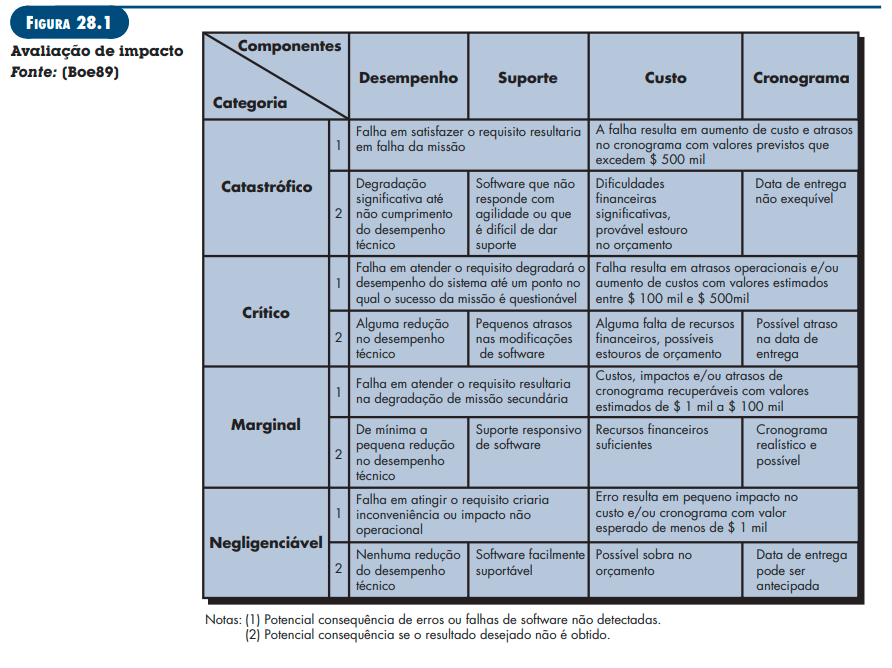 FIGURA 28.1
Avaliação de impacto
Fonte: (Boe89)
Componentes
Categoria
Desempenho
Suporte
Custo
Cronograma
Catastrófico
1
Falha em satisfazer o requisito resultaria
em falha da missão
A falha resulta em aumento de custo e atrasos
no cronograma com valores previstos que
excedem $ 500 mil
2
Degradação
significativa até
não cumprimento
do desempenho
técnico
Software que não
responde com
agilidade ou que
é difícil de dar
suporte
Dificuldades
financeiras
significativas,
provável estouro
no orçamento
Data de entrega
não exequível
Crítico
1
Falha em atender o requisito degradará o
desempenho do sistema até um ponto no
qual o sucesso da missão é questionável
Falha resulta em atrasos operacionais e/ou
aumento de custos com valores estimados
entre $ 100 mil e $ 500mil
2
Alguma redução
no desempenho
técnico
Pequenos atrasos
nas modificações
de software
Alguma falta de recursos
financeiros, possíveis
estouros de orçamento
Possível atraso
na data de
entrega
Marginal
1
Falha em atender o requisito resultaria
na degradação de missão secundária
Custos, impactos e/ou atrasos de
cronograma recuperáveis com valores
estimados de $ 1 mil a $ 100 mil
2
De mínima a
pequena redução
no desempenho
técnico
Suporte responsivo
de software
Recursos financeiros
suficientes
Cronograma
realístico e
possível
Negligenciável
1
Falha em atingir o requisito criaria
inconveniência ou impacto não
operacional
Erro resulta em pequeno impacto no
custo e/ou cronograma com valor
esperado de menos de $ 1 mil
2
Nenhuma redução
do desempenho
técnico
Software facilmente
suportável
Possível sobra no
orçamento
Data de entrega
pode ser
antecipada
Notas: (1) Potencial consequência de erros ou falhas de software não detectadas.
(2) Potencial consequência se o resultado desejado não é obtido.